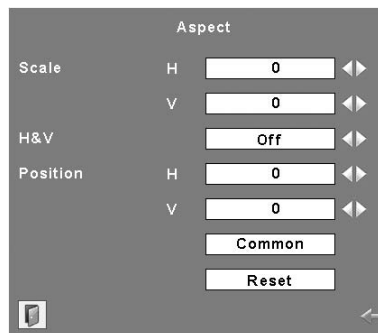 Aspect
Scale H 0
V 0
H&V Off
Position H 0
V 0
Common
Reset